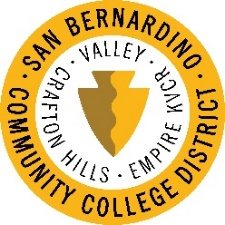 · SAN BERNARDINO ·
COMMUNITY COLLEGE DISTRICT
· VALLEY ·
CRAFTON HILLS · EMPIRE KVCR